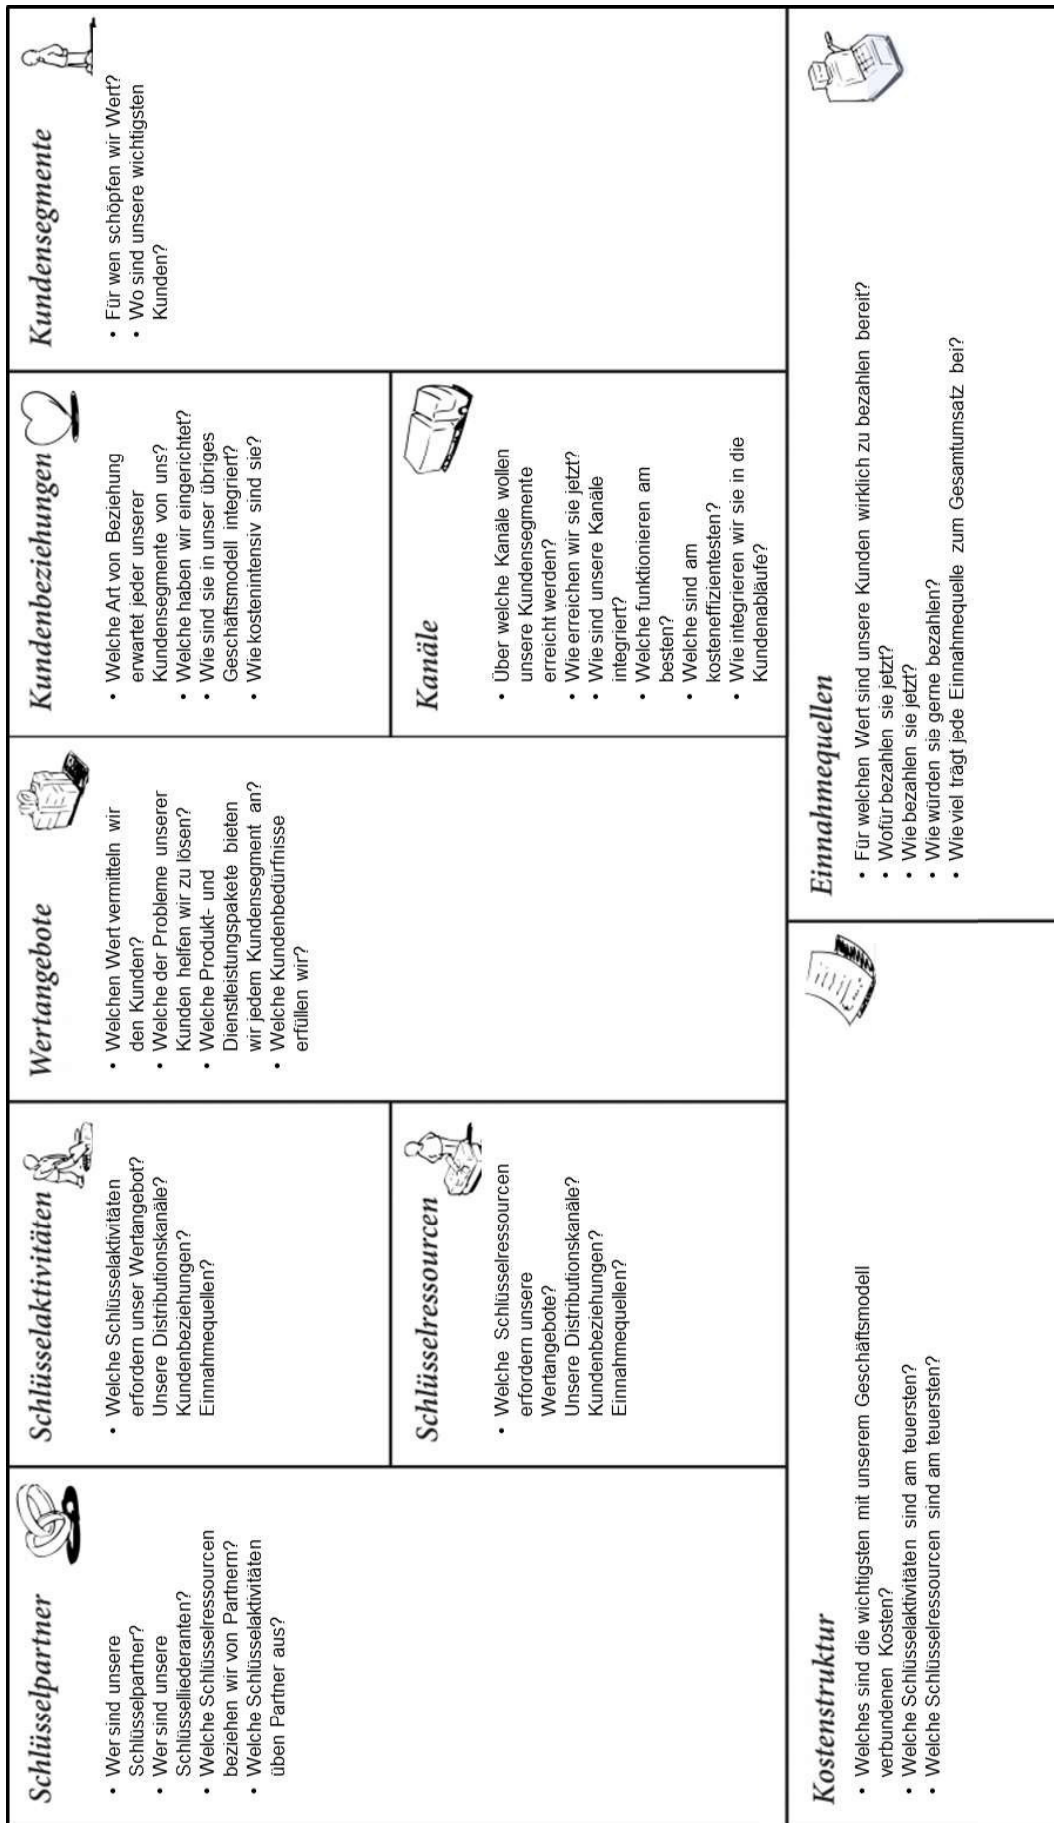 Schlüsselpartner
• Wer sind unsere
Schlüselpartner?
• Wer sind unsere
Schlüsselliederanten?
• Welche Schlüsselressourcen
beziehen wir von Partnern?
• Welche Schlüsselaktivitäten
üben Partner aus?
Schlüsselaktivitäten
• Welche Schlüsselaktivitäten
erfordern unser Wertangebot?
Unsere Distributionskanäle?
Kundenbeziehungen?
Einnahmequellen?
Schlüsselressourcen
• Welche Schlüsselressourcen
erfordern unsere
Wertangebote?
Unsere Distributionskanäle?
Kundenbeziehungen?
Einnahmequellen?
Wertangebote
• Welchen Wert vermitteln wir
den Kunden?
• Welche der Probleme unserer
Kunden helfen wir zu lösen?
• Welche Produkt- und
Dienstleistungspakete bieten
wir jedem Kundensegment an?
• Welche Kundenbedürfnisse
erfüllen wir?
Kundenbeziehungen
• Welche Art von Beziehung
erwartet jeder unserer
Kundensegmente von uns?
• Welche haben wir eingerichtet?
• Wie sind sie in unser übriges
Geschäftsmodell integriert?
• Wie kostenintensiv sind sie?
Kanäle
• Über welche Kanäle wollen
unsere Kundensegmente
erreicht werden?
• Wie erreichen wir sie jetzt?
• Wie sind unsere Kanäle
integriert?
• Welche funktionieren am
besten?
• Welche sind am
kosteneffizientesten?
• Wie integrieren wir sie in die
Kundenabläufe?
Kundensegmente
• Für wen schöpfen wir Wert?
• Wo sind unsere wichtigsten
Kunden?
Kostenstruktur
• Welches sind die wichtigsten mit unserem Geschäftsmodell
verbundenen Kosten?
• Welche Schlüsselaktivitäten sind am teuersten?
• Welche Schlüsselressourcen sind am teuersten?
Einnahmequellen
• Für welchen Wert sind unsere Kunden wirklich zu bezahlen bereit?
• Wofür bezahlen sie jetzt?
• Wie bezahlen sie jetzt?
• Wie würden sie gerne bezahlen?
• Wie viel trägt jede Einnahmequelle zum Gesamtumsatz bei?